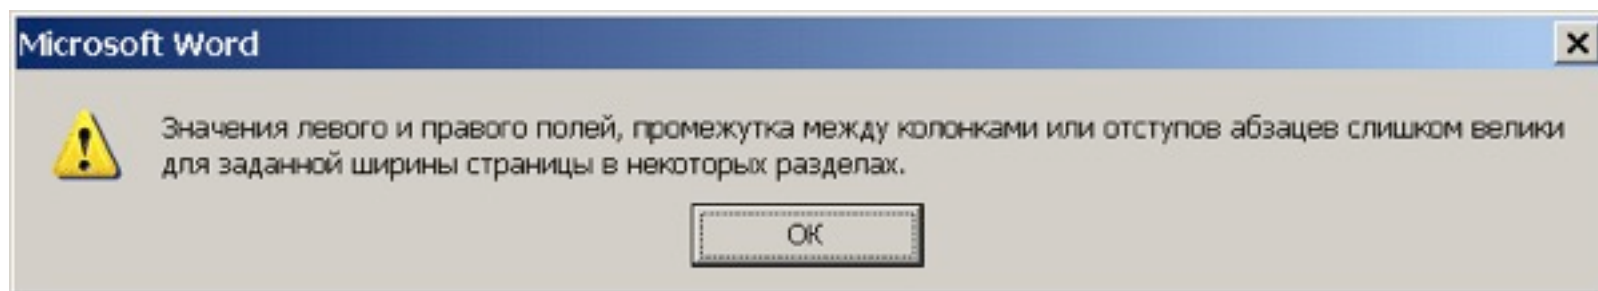 Microsoft Word
Значения левого и правого полей, промежутка между колонками или отступов абзацев слишком велики
для заданной ширины страницы в некоторых разделах.
ОК